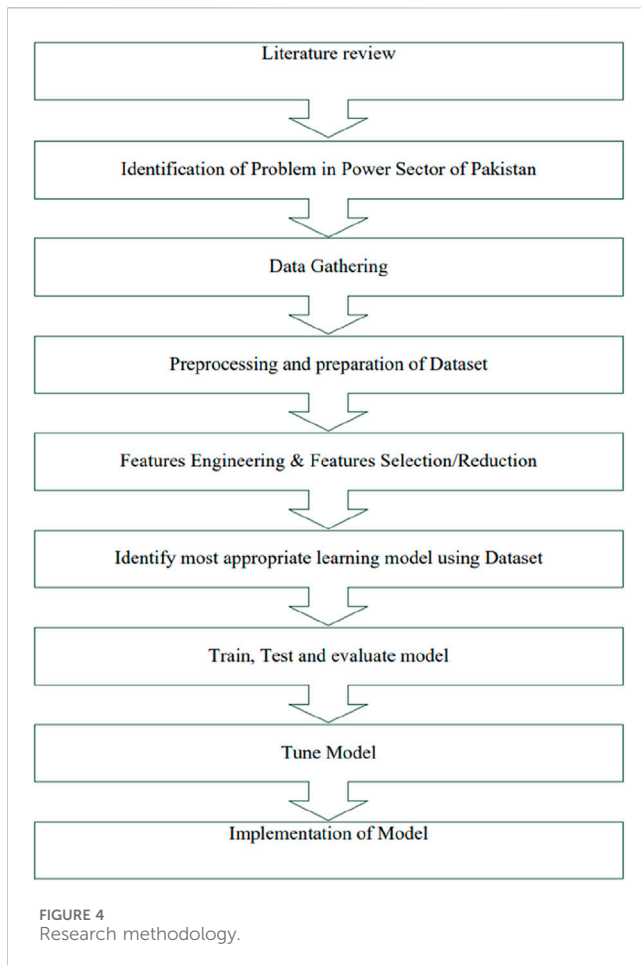 Literature review
Identification of Problem in Power Sector of Pakistan
Data Gathering
Preprocessing and preparation of Dataset
Features Engineering & Features Selection/Reduction
Identify most appropriate learning model using Dataset
Train, Test and evaluate model
Tune Model
Implementation of Model
FIGURE 4
Research methodology.